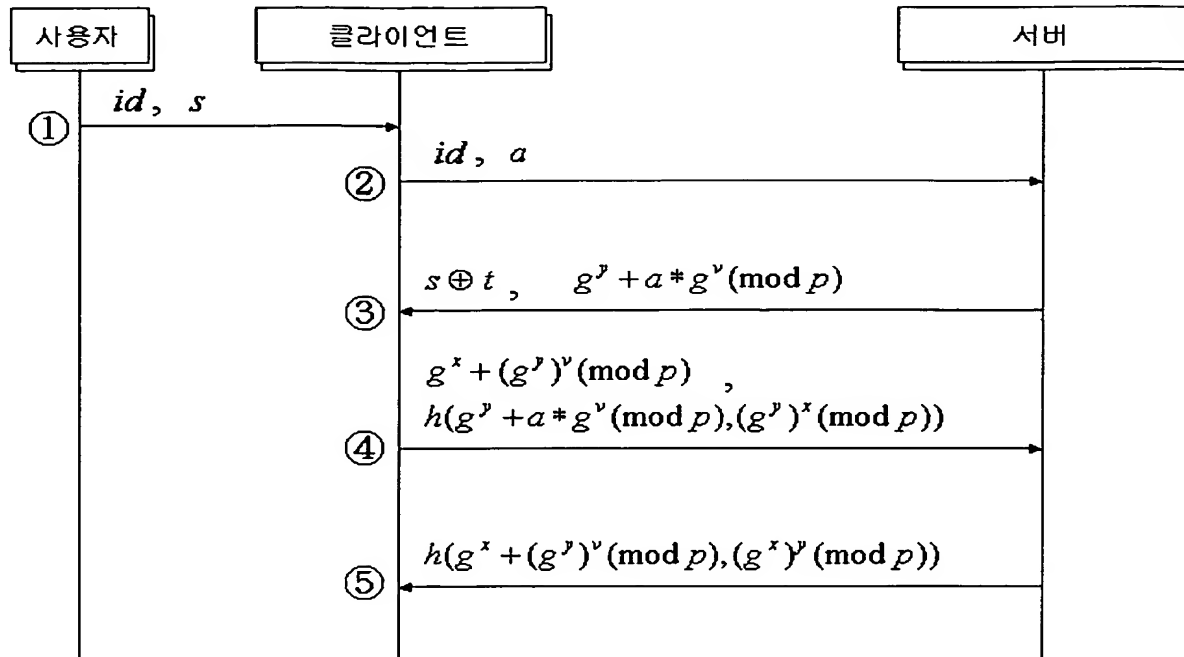 사용자 클라이언트 서버
① id, s
② id, a
③ s ⊕ t , g^y + a * g^v (mod p)
g^x + (g^y)^v (mod p) ,
④ h(g^y + a * g^v (mod p), (g^y)^x (mod p))
⑤ h(g^x + (g^y)^v (mod p), (g^x)^y (mod p))